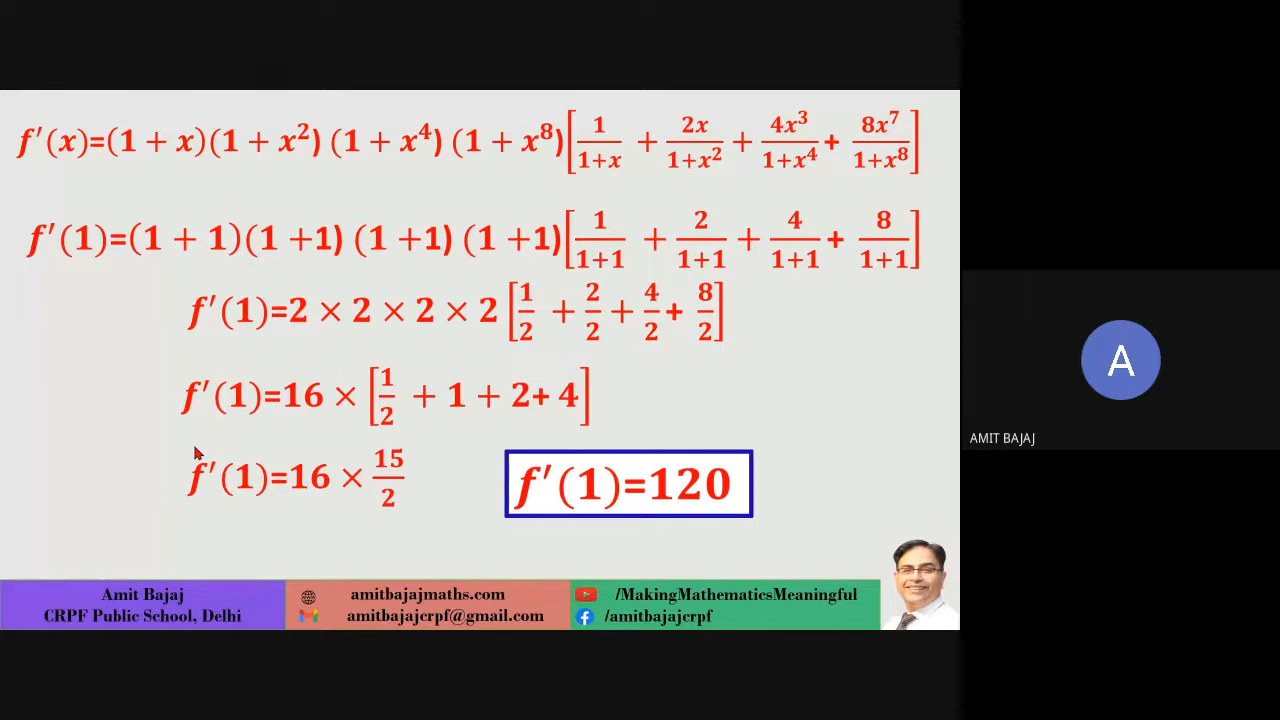 f′(x)=(1 + x)(1 + x²) (1 + x⁴) (1 + x⁸)[1/(1+x) + 2x/(1+x²) + 4x³/(1+x⁴) + 8x⁷/(1+x⁸)]
f′(1)=(1 + 1)(1 +1) (1 +1) (1 +1)[1/(1+1) + 2/(1+1) + 4/(1+1) + 8/(1+1)]
f′(1)=2 × 2 × 2 × 2 [1/2 + 2/2 + 4/2 + 8/2]
f′(1)=16 × [1/2 + 1 + 2+ 4]
f′(1)=16 × 15/2
f′(1)=120
A
AMIT BAJAJ
Amit Bajaj
CRPF Public School, Delhi
amitbajajmaths.com
amitbajajcrpf@gmail.com
/MakingMathematicsMeaningful
/amitbajajcrpf